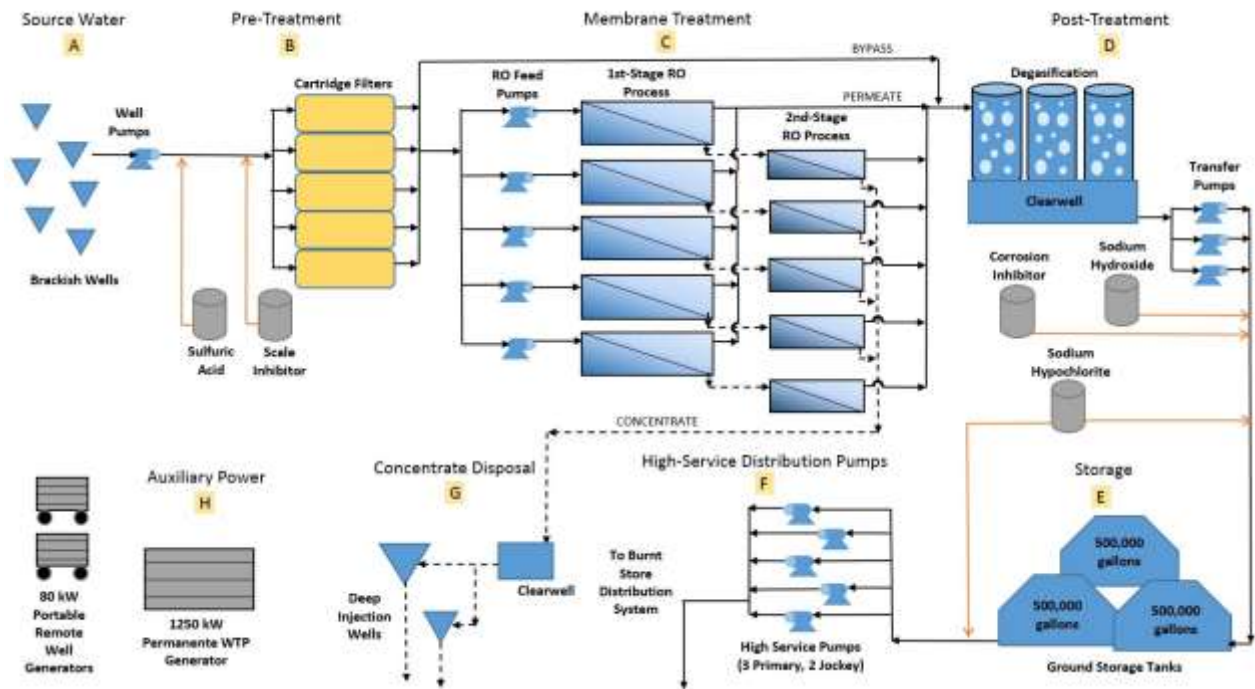 Source Water
A
Pre-Treatment
B
Membrane Treatment
C
Post-Treatment
D
BYPASS
Cartridge Filters
RO Feed
Pumps
1st-Stage RO
Process
PERMEATE
2nd-Stage
RO Process
Degasification
Well
Pumps
Transfer
Pumps
Clearwell
Brackish Wells
Sulfuric
Acid
Scale
Inhibitor
Corrosion
Inhibitor
Sodium
Hydroxide
Sodium
Hypochlorite
CONCENTRATE
Auxiliary Power
H
Concentrate Disposal
G
High-Service Distribution Pumps
F
Storage
E
80 kW
Portable
Remote
Well
Generators
1250 kW
Permanente WTP
Generator
Deep
Injection
Wells
Clearwell
To Burnt
Store
Distribution
System
High Service Pumps
(3 Primary, 2 Jockey)
500,000
gallons
500,000
gallons
500,000
gallons
Ground Storage Tanks